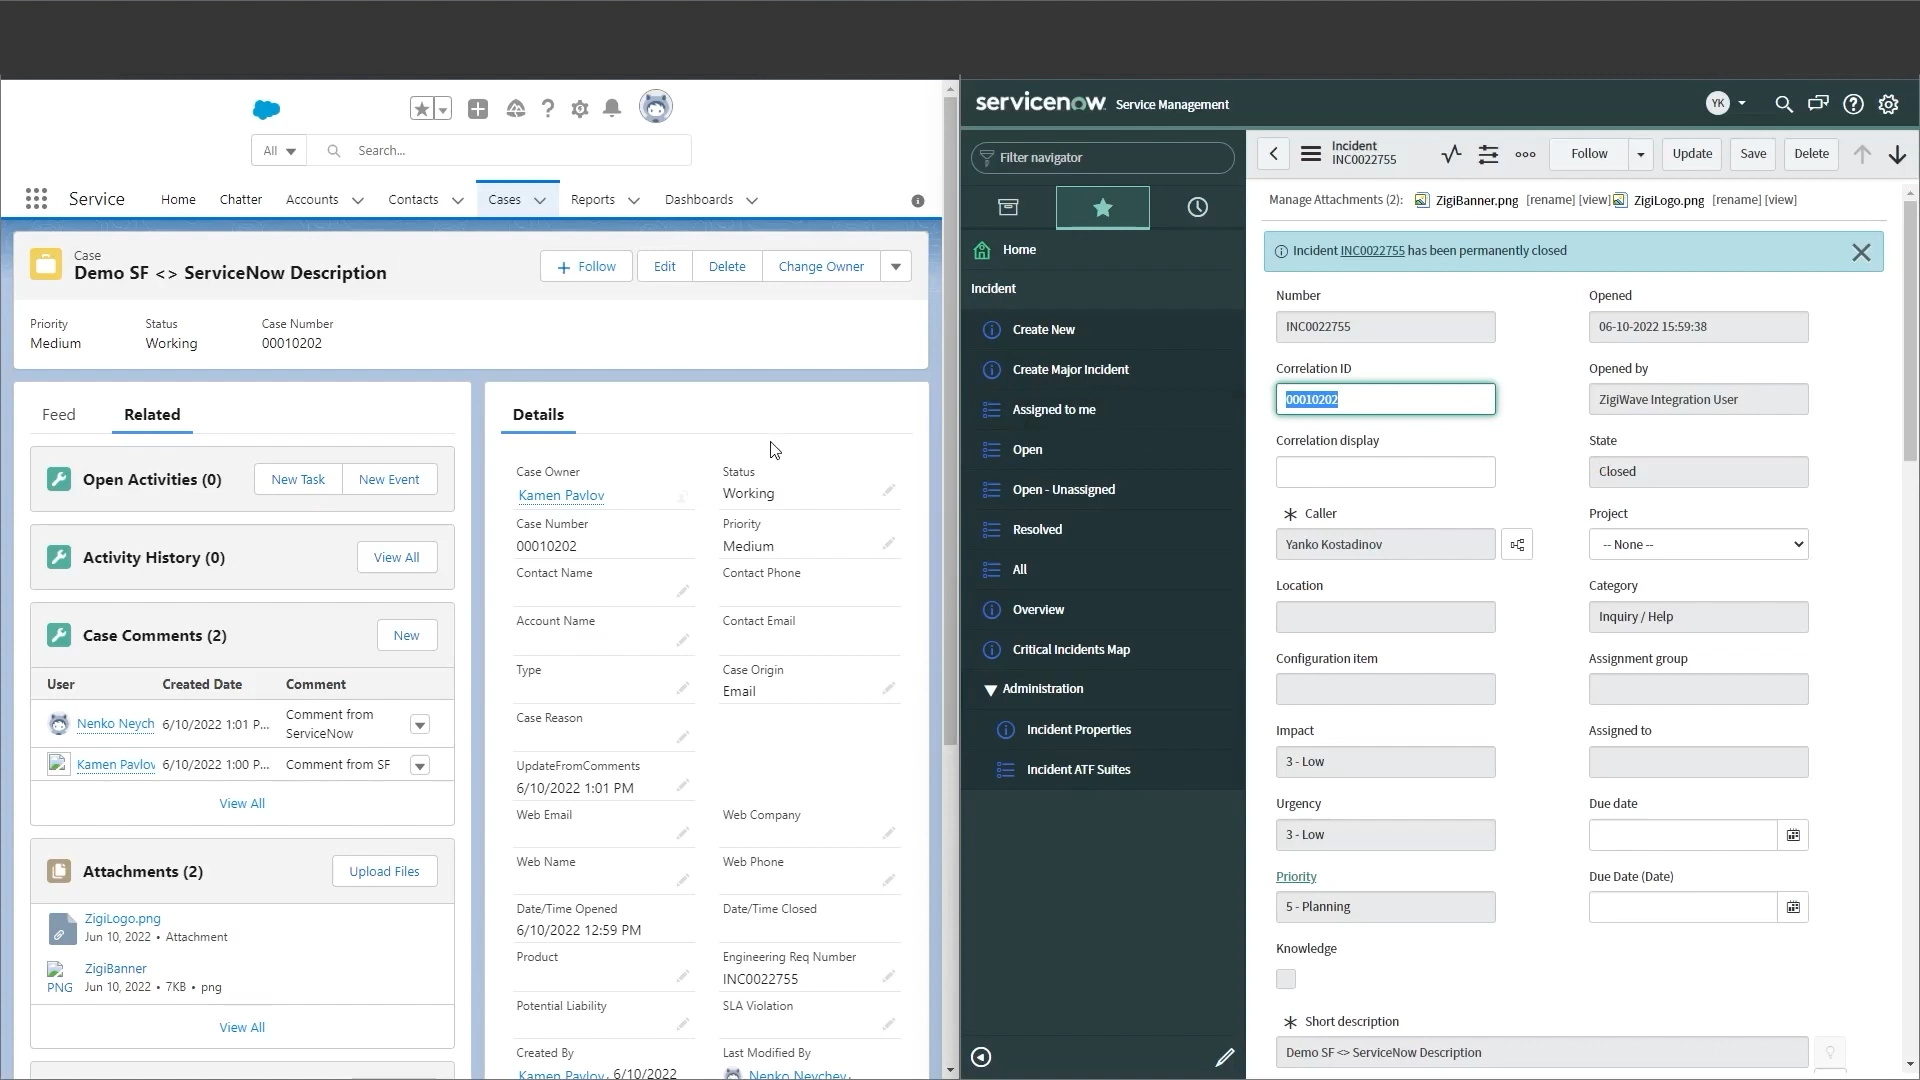 All
Search...
Service
Home
Chatter
Accounts
Contacts
Cases
Reports
Dashboards
Case
Demo SF <> ServiceNow Description
Follow
Edit
Delete
Change Owner
Priority
Status
Case Number
Medium
Working
00010202
Feed
Related
Open Activities (0)
New Task
New Event
Activity History (0)
View All
Case Comments (2)
New
User
Created Date
Comment
Nenko Neych
6/10/2022 1:01 P...
Comment from
ServiceNow
Kamen Pavlov
6/10/2022 1:00 P...
Comment from SF
View All
Attachments (2)
Upload Files
ZigiLogo.png
Jun 10, 2022 • Attachment
ZigiBanner
PNG
Jun 10, 2022 • 7KB • png
View All
Details
Case Owner
Kamen Pavlov
Status
Working
Case Number
00010202
Priority
Medium
Contact Name
Contact Phone
Account Name
Contact Email
Type
Case Origin
Email
Case Reason
UpdateFromComments
6/10/2022 1:01 PM
Web Email
Web Company
Web Name
Web Phone
Date/Time Opened
6/10/2022 12:59 PM
Date/Time Closed
Product
Engineering Req Number
INC0022755
Potential Liability
SLA Violation
Created By
Kamen Pavlov, 6/10/2022
Last Modified By
Nenko Neychev,
servicenow Service Management
YK
Filter navigator
Home
Incident
Create New
Create Major Incident
Assigned to me
Open
Open - Unassigned
Resolved
All
Overview
Critical Incidents Map
Administration
Incident Properties
Incident ATF Suites
Incident
INC0022755
Follow
Update
Save
Delete
Manage Attachments (2): ZigiBanner.png [rename] [view] ZigiLogo.png [rename] [view]
Incident INC0022755 has been permanently closed
Number
INC0022755
Opened
06-10-2022 15:59:38
Correlation ID
00010202
Opened by
ZigiWave Integration User
Correlation display
State
Closed
Caller
Yanko Kostadinov
Project
-- None --
Location
Category
Inquiry / Help
Configuration item
Assignment group
Impact
3 - Low
Assigned to
Urgency
3 - Low
Due date
Priority
5 - Planning
Due Date (Date)
Knowledge
Short description
Demo SF <> ServiceNow Description